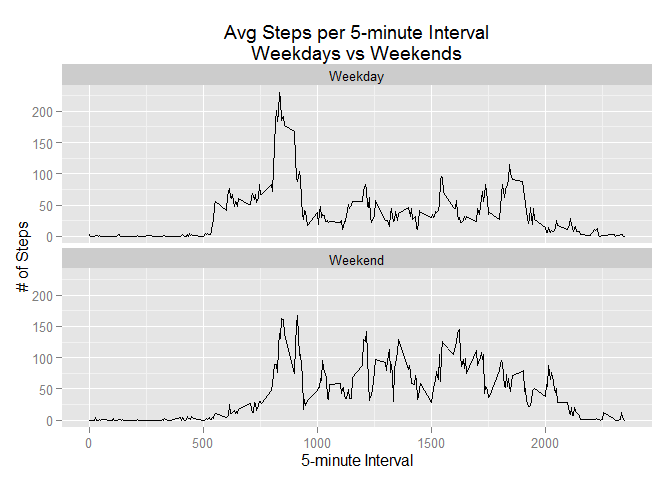 Avg Steps per 5-minute Interval
Weekdays vs Weekends
Weekday
200
150
100
50
0
# of Steps
Weekend
200
150
100
50
0
0 500 1000 1500 2000
5-minute Interval